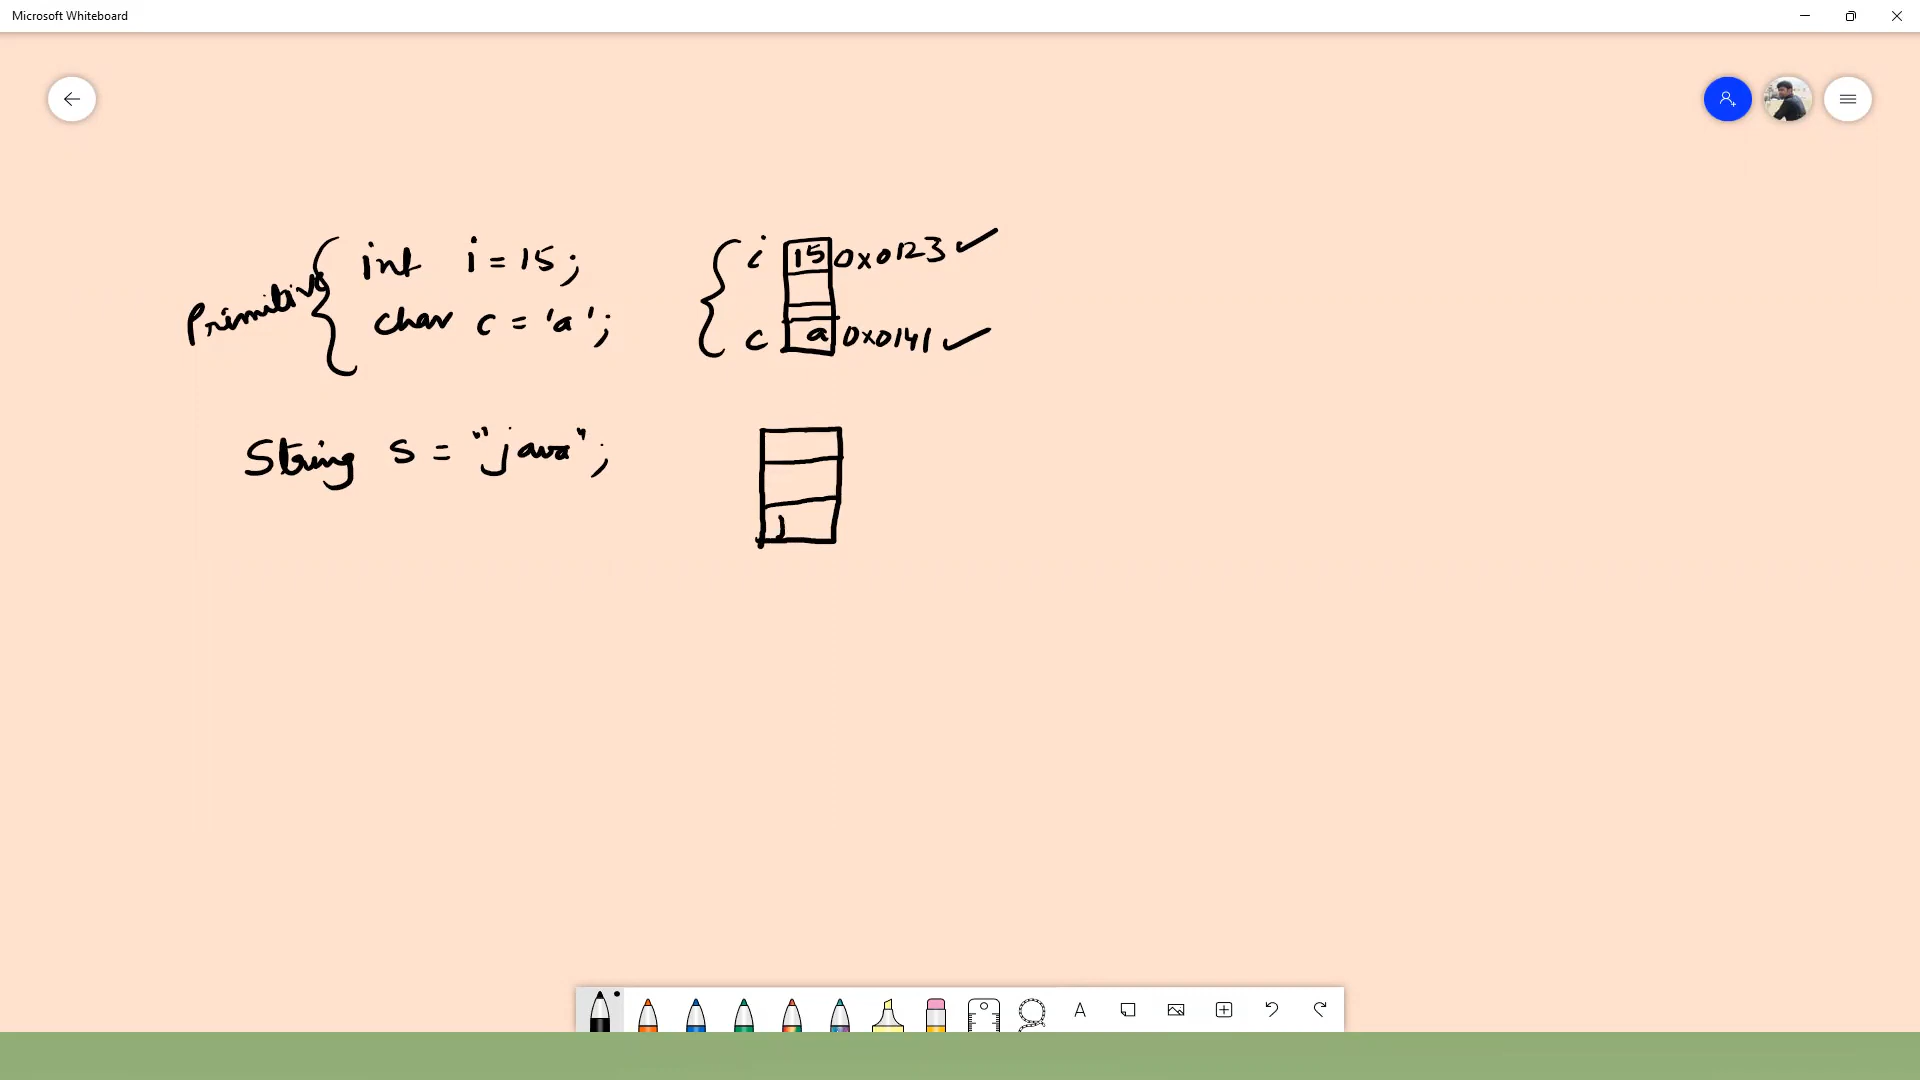 Microsoft Whiteboard
Primitive
int i = 15;
char c = 'a';
i 15 0x0123
c a 0x0141
String s = "java";
J
A